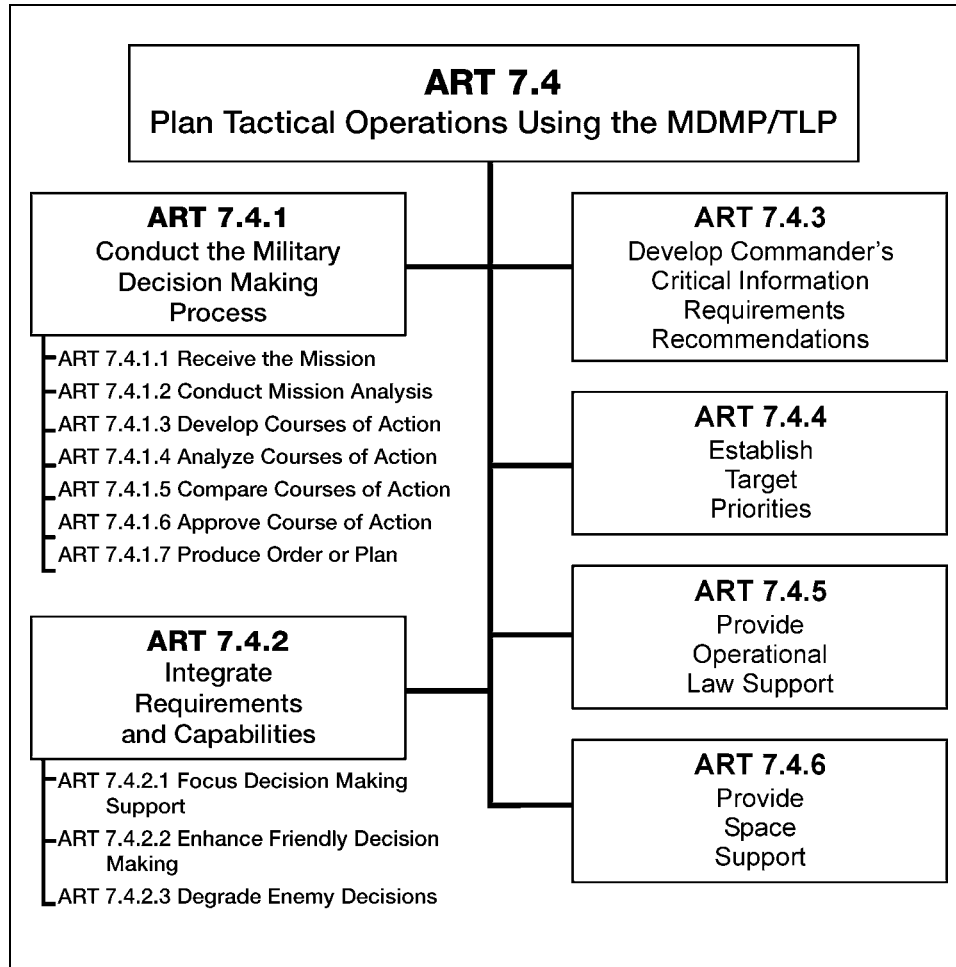 ART 7.4
Plan Tactical Operations Using the MDMP/TLP
ART 7.4.1
Conduct the Military
Decision Making
Process
ART 7.4.1.1 Receive the Mission
ART 7.4.1.2 Conduct Mission Analysis
ART 7.4.1.3 Develop Courses of Action
ART 7.4.1.4 Analyze Courses of Action
ART 7.4.1.5 Compare Courses of Action
ART 7.4.1.6 Approve Course of Action
ART 7.4.1.7 Produce Order or Plan
ART 7.4.2
Integrate
Requirements
and Capabilities
ART 7.4.2.1 Focus Decision Making
Support
ART 7.4.2.2 Enhance Friendly Decision
Making
ART 7.4.2.3 Degrade Enemy Decisions
ART 7.4.3
Develop Commander’s
Critical Information
Requirements
Recommendations
ART 7.4.4
Establish
Target
Priorities
ART 7.4.5
Provide
Operational
Law Support
ART 7.4.6
Provide
Space
Support